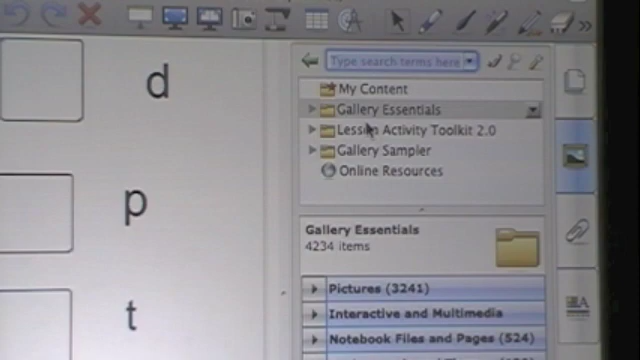 d
p
t
Type search terms here
My Content
Gallery Essentials
Lesson Activity Toolkit 2.0
Gallery Sampler
Online Resources
Gallery Essentials
4234 items
Pictures (3241)
Interactive and Multimedia
Notebook Files and Pages (524)